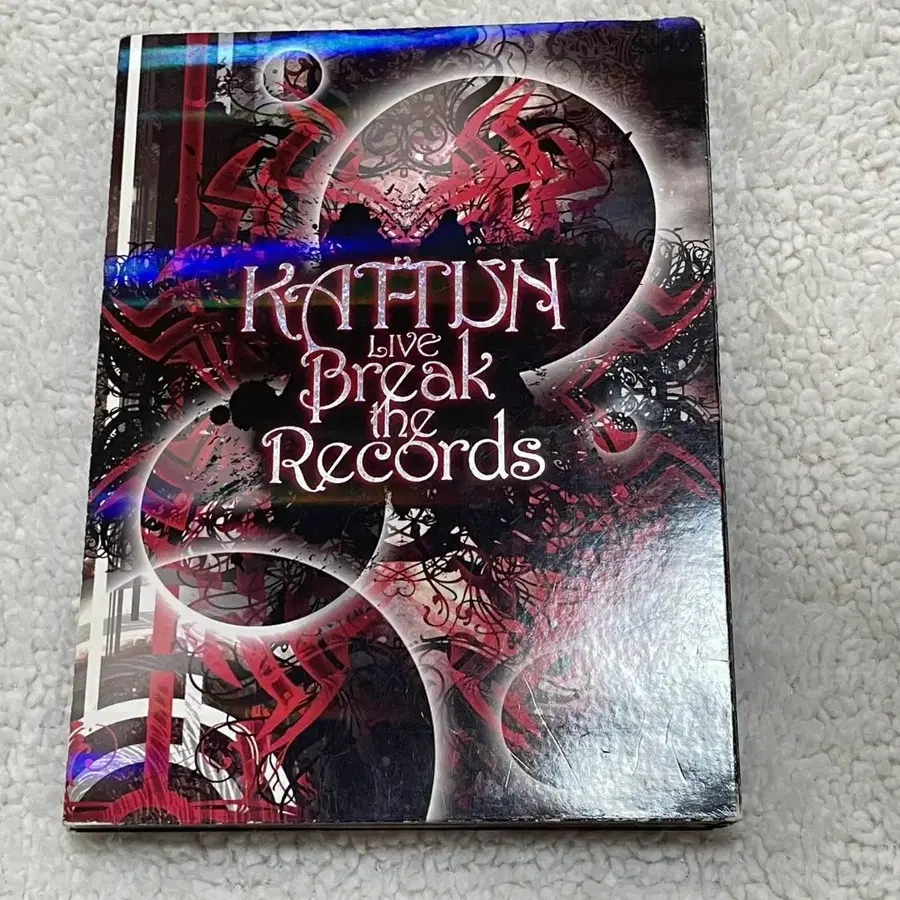 KAT-TUN
LIVE
Break
the
Records